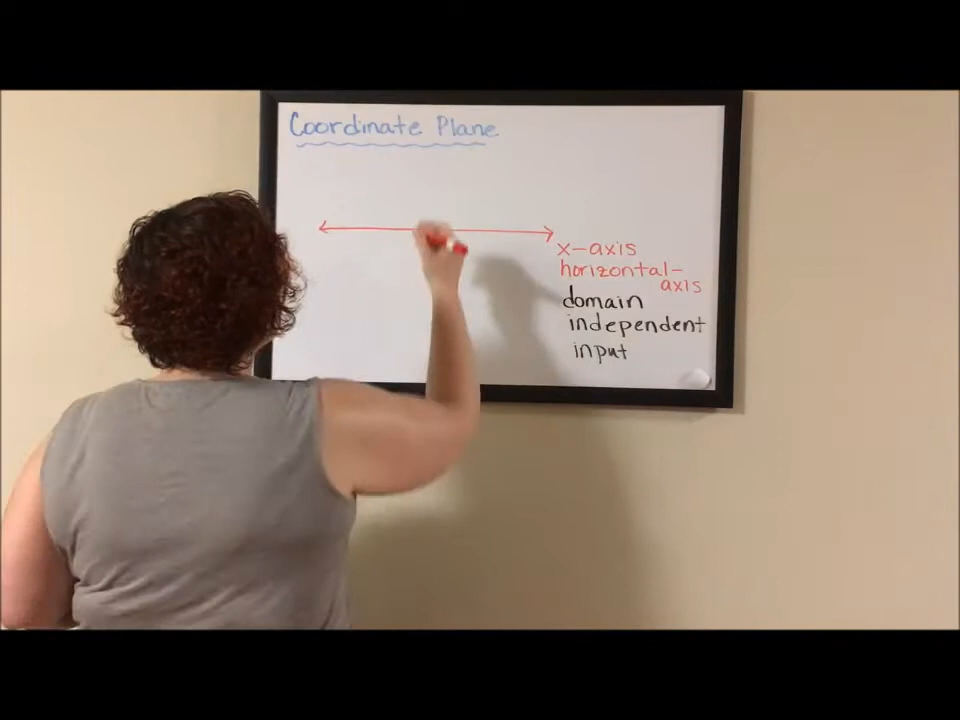 Coordinate Plane
x-axis
horizontal-
axis
domain
independent
input